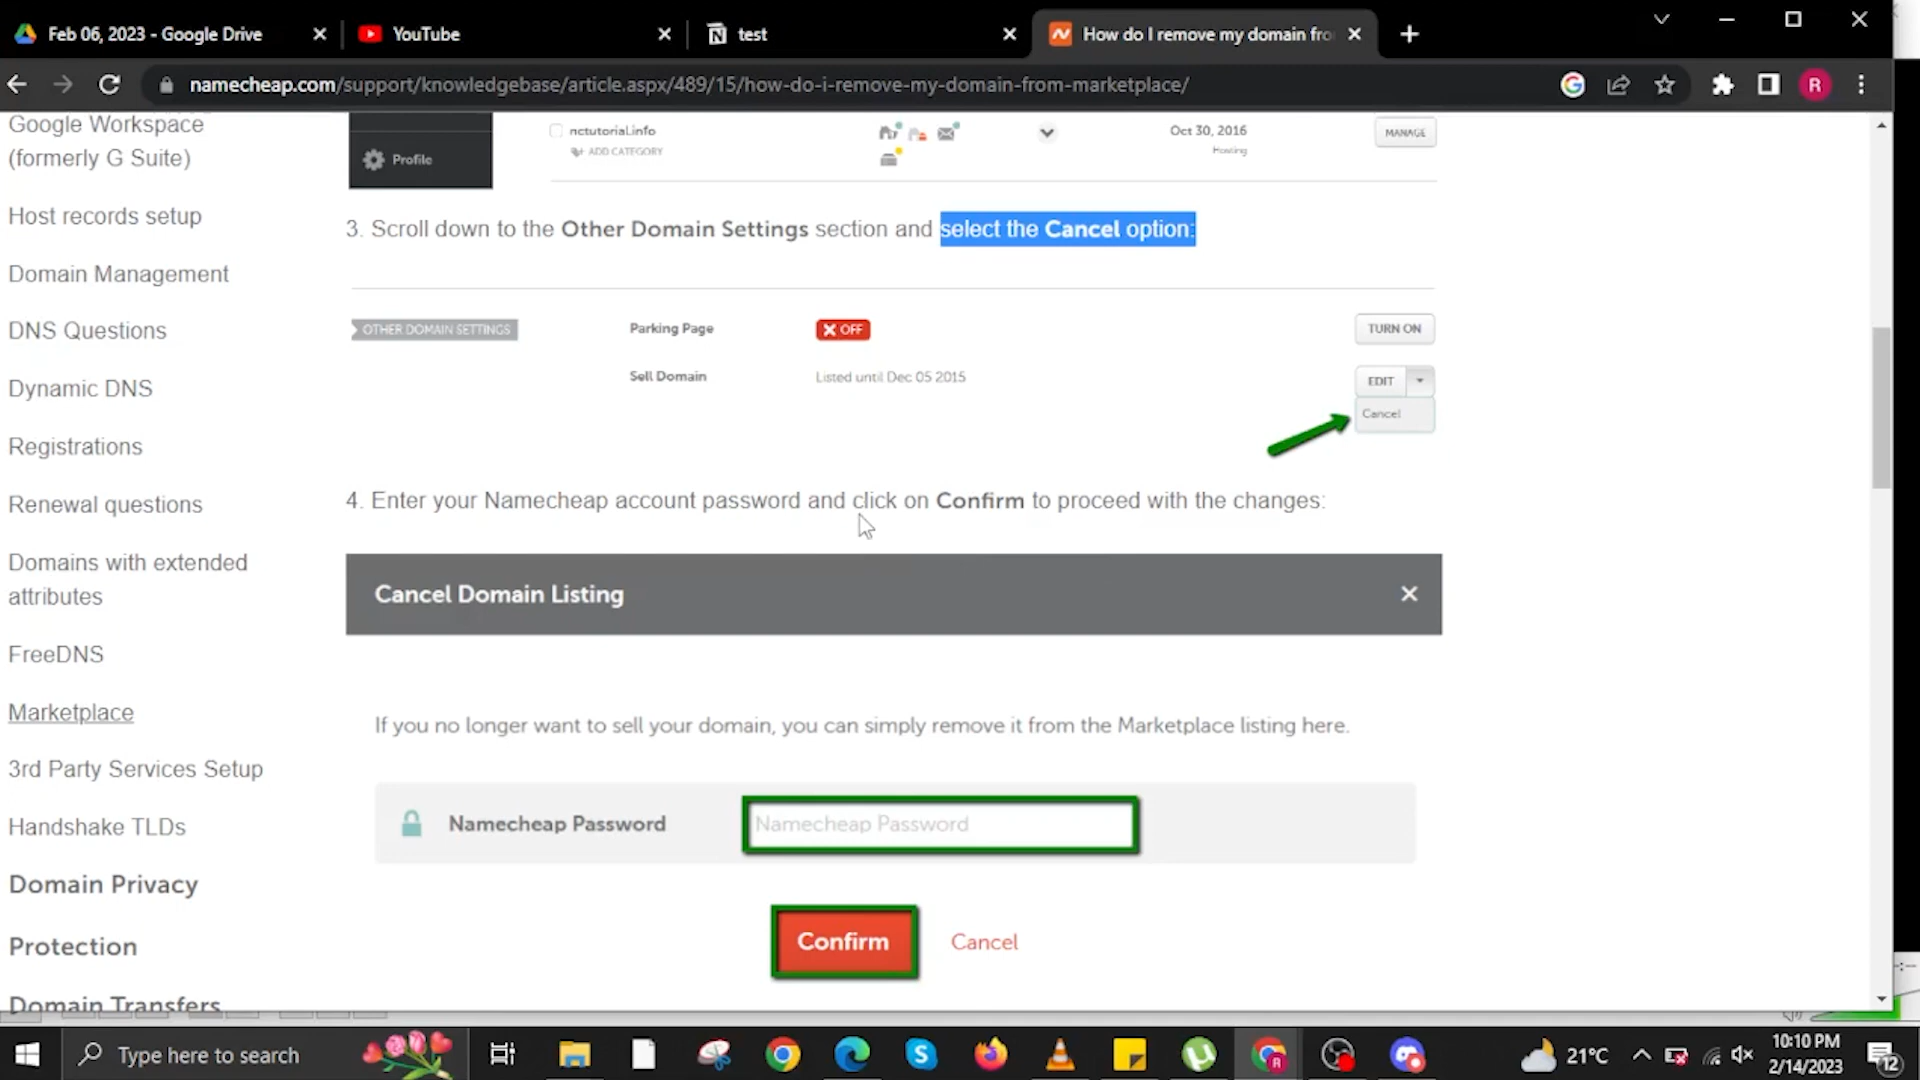 Feb 06, 2023 - Google Drive
YouTube
test
How do I remove my domain fro
namecheap.com/support/knowledgebase/article.aspx/489/15/how-do-i-remove-my-domain-from-marketplace/
R
Google Workspace
(formerly G Suite)
Host records setup
Domain Management
DNS Questions
Dynamic DNS
Registrations
Renewal questions
Domains with extended
attributes
FreeDNS
Marketplace
3rd Party Services Setup
Handshake TLDs
Domain Privacy
Protection
Domain Transfers
Profile
nctutorial.info
ADD CATEGORY
Oct 30, 2016
Hosting
MANAGE
3. Scroll down to the Other Domain Settings section and select the Cancel option:
OTHER DOMAIN SETTINGS
Parking Page
OFF
TURN ON
Sell Domain
Listed until Dec 05 2015
EDIT
Cancel
4. Enter your Namecheap account password and click on Confirm to proceed with the changes:
Cancel Domain Listing
If you no longer want to sell your domain, you can simply remove it from the Marketplace listing here.
Namecheap Password
Namecheap Password
Confirm
Cancel
Type here to search
21°C
10:10 PM
2/14/2023
12